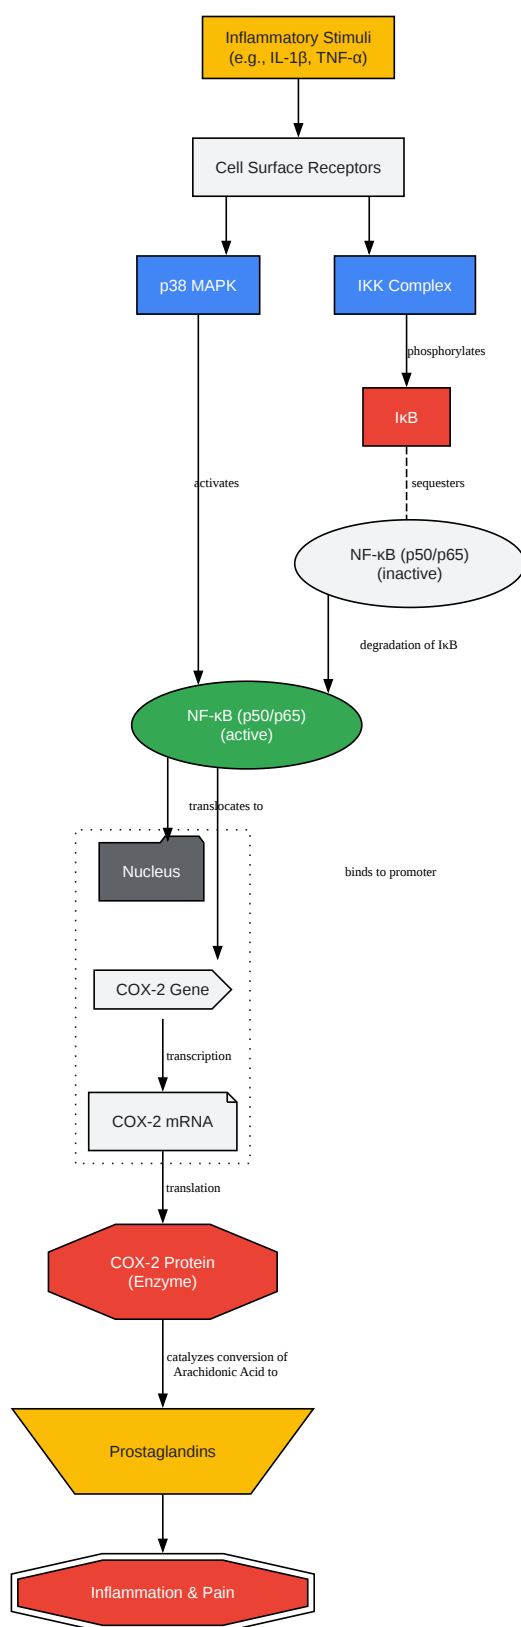 Inflammatory Stimuli
(e.g., IL-1β, TNF-α)
Cell Surface Receptors
p38 MAPK
IKK Complex
phosphorylates
IκB
activates
sequesters
NF-κB (p50/p65)
(inactive)
degradation of IκB
NF-κB (p50/p65)
(active)
translocates to
Nucleus
binds to promoter
COX-2 Gene
transcription
COX-2 mRNA
translation
COX-2 Protein
(Enzyme)
catalyzes conversion of
Arachidonic Acid to
Prostaglandins
Inflammation & Pain